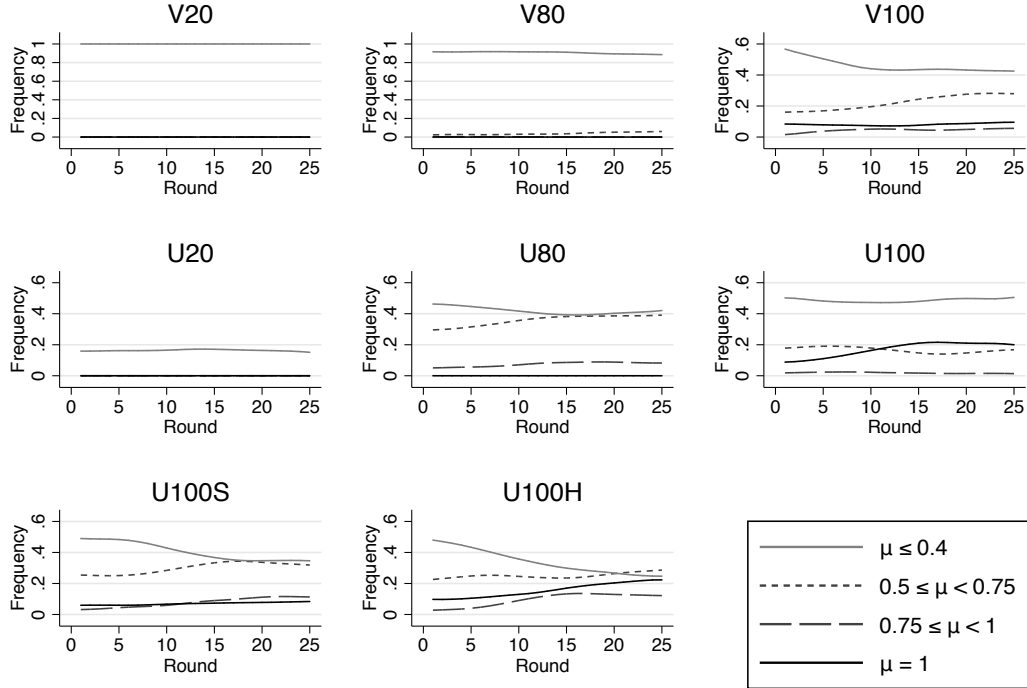 V20
Frequency
0 .2 .4 .6 .8 1
0 5 10 15 20 25
Round
V80
Frequency
0 .2 .4 .6 .8 1
0 5 10 15 20 25
Round
V100
Frequency
0 .2 .4 .6
0 5 10 15 20 25
Round
U20
Frequency
0 .2 .4 .6
0 5 10 15 20 25
Round
U80
Frequency
0 .2 .4 .6
0 5 10 15 20 25
Round
U100
Frequency
0 .2 .4 .6
0 5 10 15 20 25
Round
U100S
Frequency
0 .2 .4 .6
0 5 10 15 20 25
Round
U100H
Frequency
0 .2 .4 .6
0 5 10 15 20 25
Round
μ ≤ 0.4
0.5 ≤ μ < 0.75
0.75 ≤ μ < 1
μ = 1